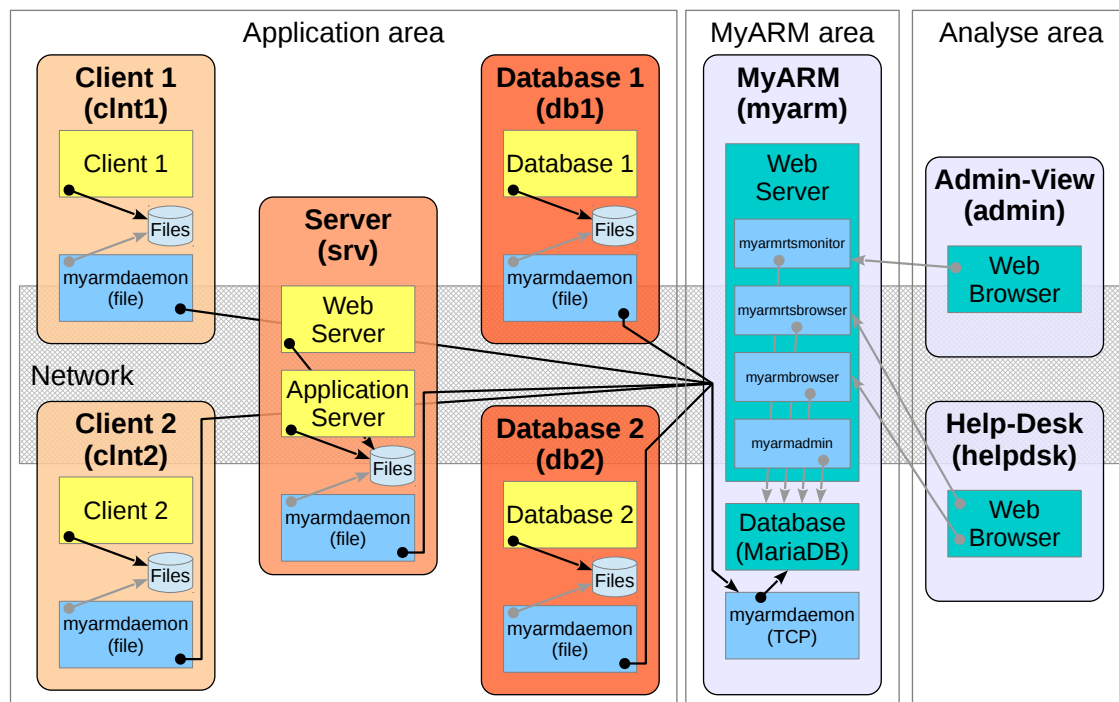 Application area
MyARM area
Analyse area
Client 1
(clnt1)
Client 1
Files
myarmdaemon
(file)
Server
(srv)
Web
Server
Application
Server
Files
myarmdaemon
(file)
Database 1
(db1)
Database 1
Files
myarmdaemon
(file)
Network
Client 2
(clnt2)
Client 2
Files
myarmdaemon
(file)
Database 2
(db2)
Database 2
Files
myarmdaemon
(file)
MyARM
(myarm)
Web
Server
myarmrtsmonitor
myarmrtsbrowser
myarmbrowser
myarmadmin
Database
(MariaDB)
myarmdaemon
(TCP)
Admin-View
(admin)
Web
Browser
Help-Desk
(helpdsk)
Web
Browser